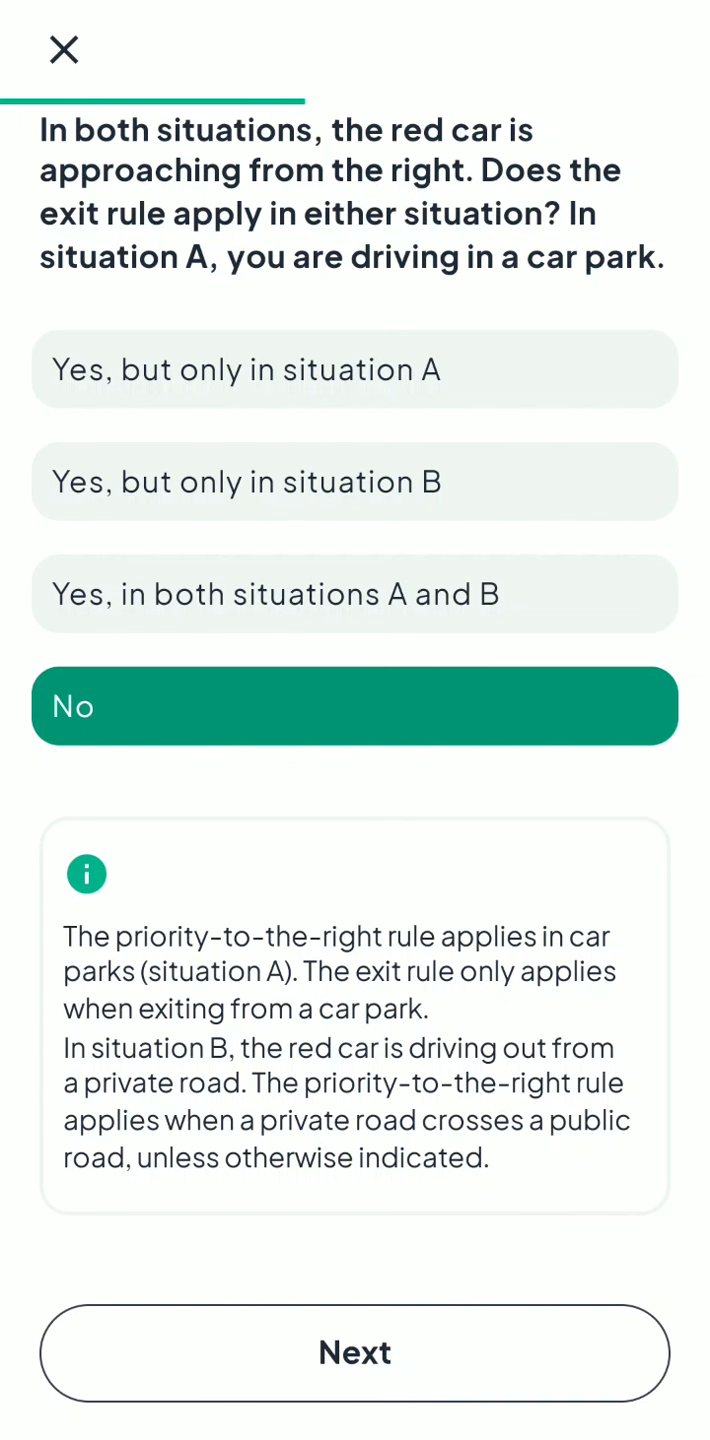 In both situations, the red car is
approaching from the right. Does the
exit rule apply in either situation? In
situation A, you are driving in a car park.
Yes, but only in situation A
Yes, but only in situation B
Yes, in both situations A and B
No
The priority-to-the-right rule applies in car
parks (situation A). The exit rule only applies
when exiting from a car park.
In situation B, the red car is driving out from
a private road. The priority-to-the-right rule
applies when a private road crosses a public
road, unless otherwise indicated.
Next